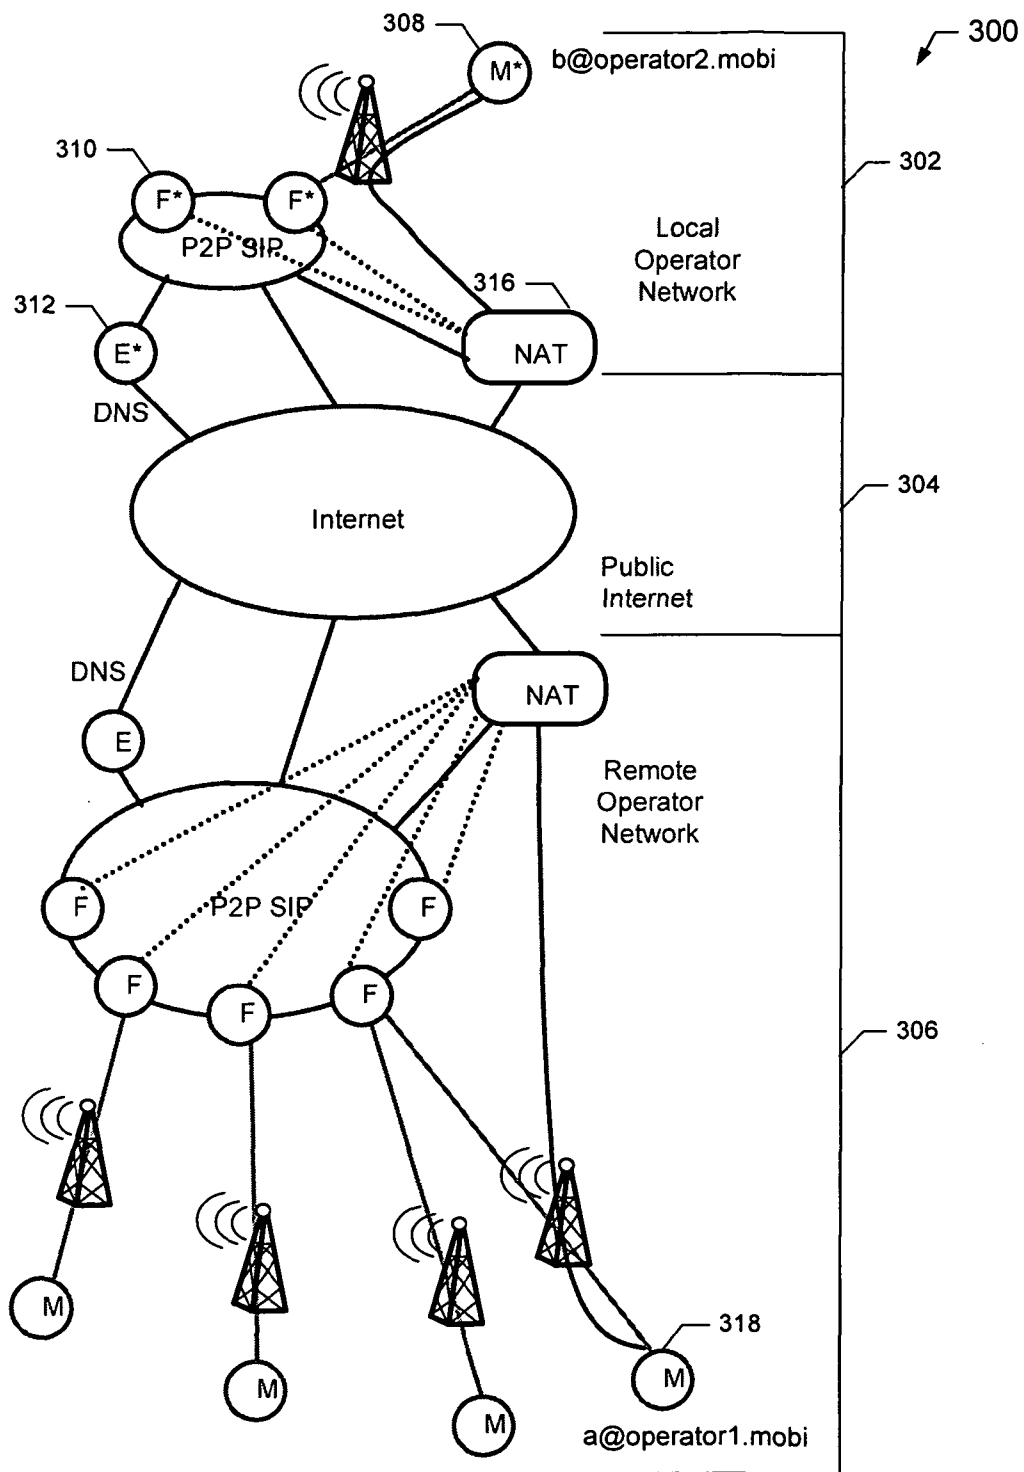 308
300
b@operator2.mobi
M*
310
302
F*
F*
P2P SIP
Local
Operator
Network
316
312
E*
NAT
DNS
304
Internet
Public
Internet
DNS
NAT
E
Remote
Operator
Network
F
P2P SIP
F
F
F
F
306
M
318
M
M
M
a@operator1.mobi